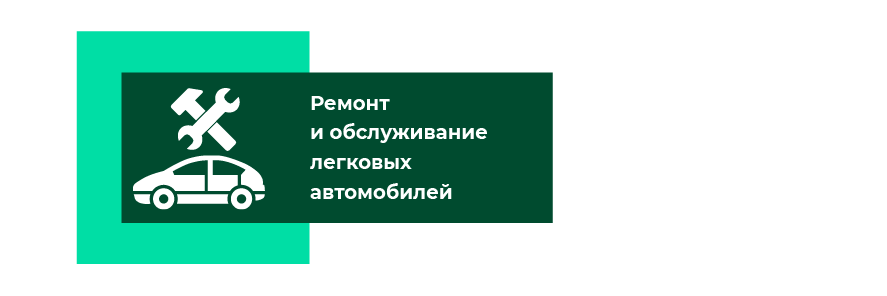 Ремонт
и обслуживание
легковых
автомобилей